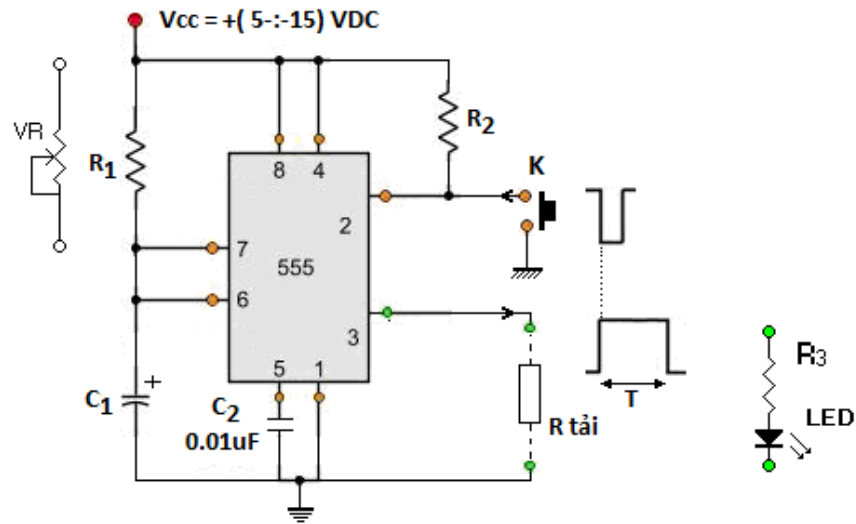 Vcc = +( 5-:-15) VDC
VR
R1
R2
K
8 4
2
7
555
6
3
5 1
C1
+
C2
0.01uF
R tải
T
R3
LED